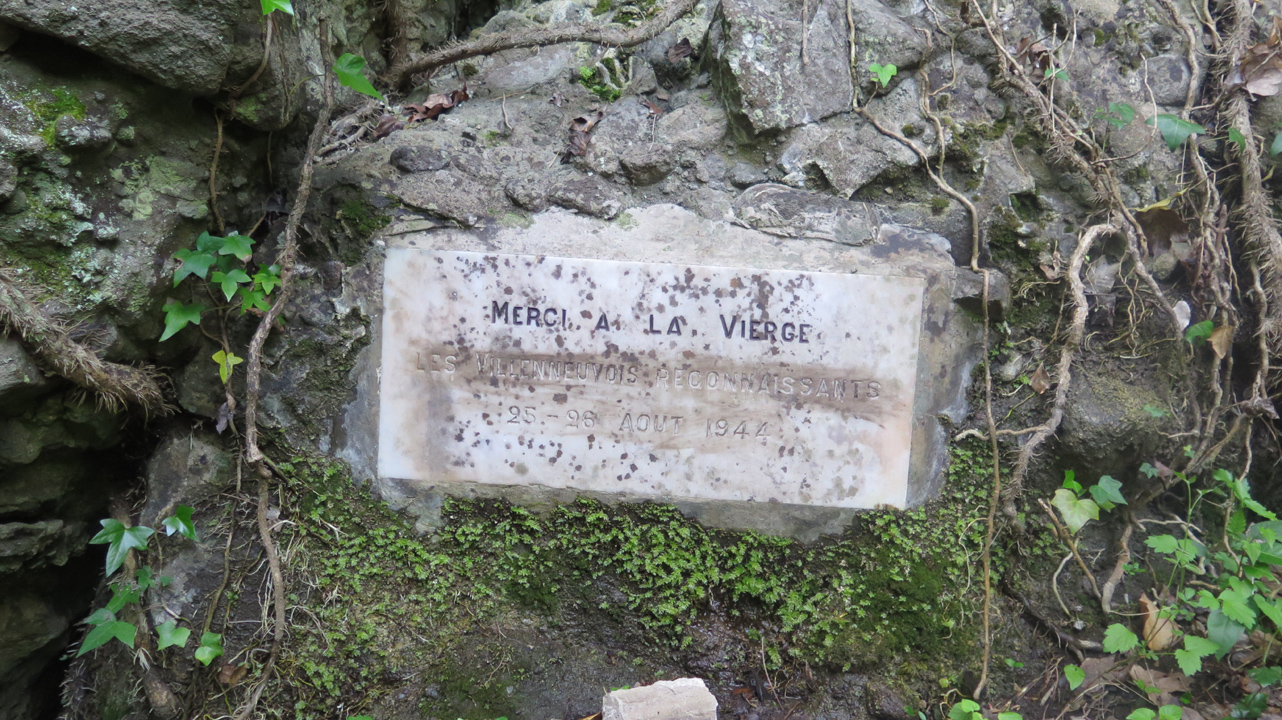 MERCI A LA VIERGE
LES VILLENNEUVOIS RECONNAISSANTS
25 - 26 AOUT 1944